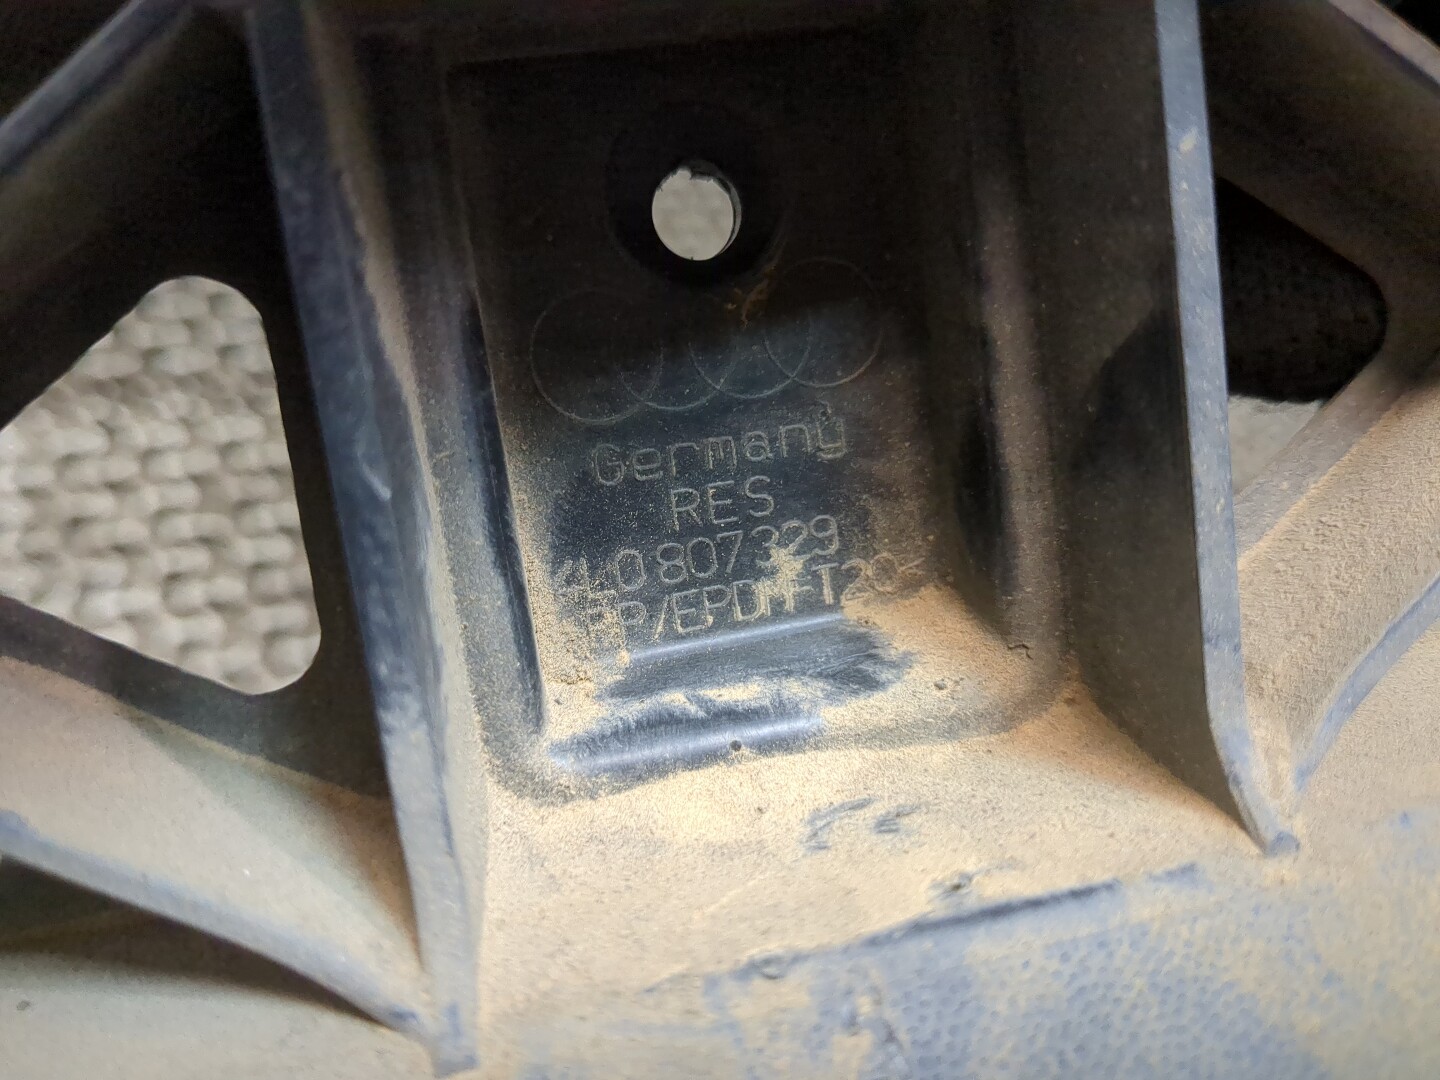 Germany
RES
4L0 807 329
PP/EPDM-T20<